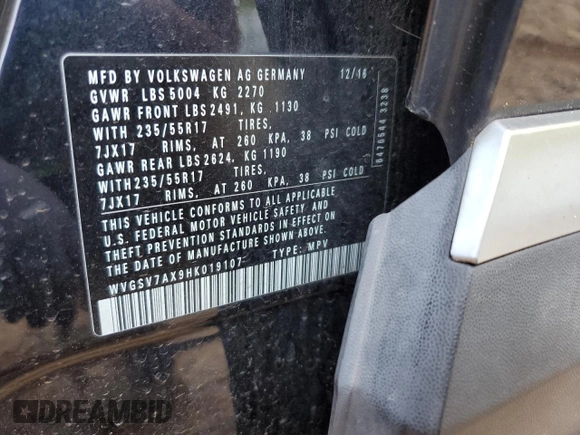 MFD BY VOLKSWAGEN AG GERMANY 12/16
GVWR LBS 5004 KG 2270
GAWR FRONT LBS 2491, KG 1130
WITH 235/55R17 TIRES,
7JX17 RIMS, AT 260 KPA, 38 PSI COLD
GAWR REAR LBS 2624, KG 1190
WITH 235/55R17 TIRES,
7JX17 RIMS, AT 260 KPA, 38 PSI COLD
THIS VEHICLE CONFORMS TO ALL APPLICABLE
U.S. FEDERAL MOTOR VEHICLE SAFETY AND
THEFT PREVENTION STANDARDS IN EFFECT ON
THE DATE OF MANUFACTURE SHOWN ABOVE.
WVGSV7AX9HK019107 TYPE: MPV
6476544 3238
DREAMBID